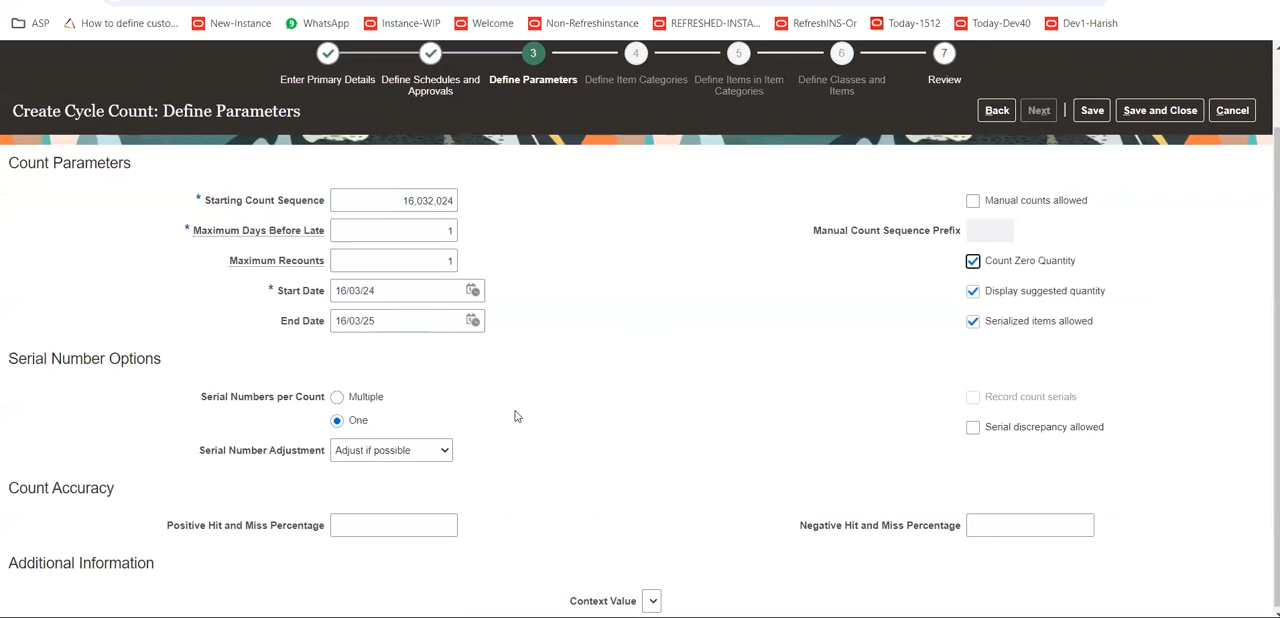 ASP How to define custo... New-Instance WhatsApp Instance-WIP Welcome Non-Refreshinstance REFRESHED-INSTA... RefreshINS-Or Today-1512 Today-Dev40 Dev1-Harish
3 4 5 6 7
Enter Primary Details Define Schedules and Approvals Define Parameters Define Item Categories Define Items in Item Categories Define Classes and Items Review
Create Cycle Count: Define Parameters Back Next Save Save and Close Cancel
Count Parameters
* Starting Count Sequence 16,032,024 Manual counts allowed
* Maximum Days Before Late 1 Manual Count Sequence Prefix
Maximum Recounts 1 Count Zero Quantity
* Start Date 16/03/24 Display suggested quantity
End Date 16/03/25 Serialized items allowed
Serial Number Options
Serial Numbers per Count Multiple Record count serials
One Serial discrepancy allowed
Serial Number Adjustment Adjust if possible
Count Accuracy
Positive Hit and Miss Percentage Negative Hit and Miss Percentage
Additional Information
Context Value